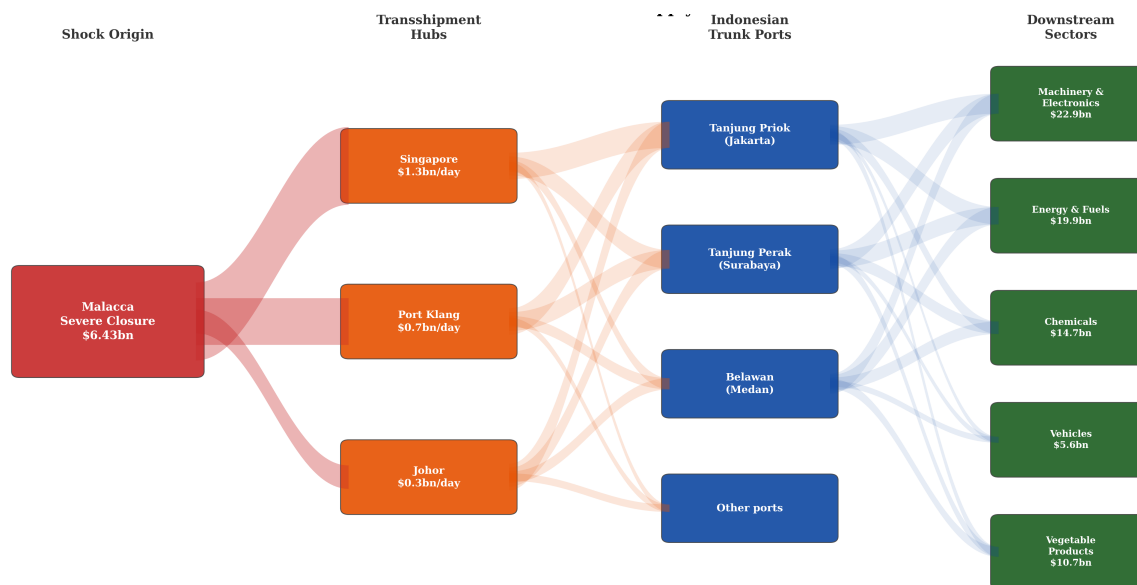 Shock Origin
Transshipment
Hubs
Indonesian
Trunk Ports
Downstream
Sectors
Malacca
Severe Closure
$6.43bn
Singapore
$1.3bn/day
Port Klang
$0.7bn/day
Johor
$0.3bn/day
Tanjung Priok
(Jakarta)
Tanjung Perak
(Surabaya)
Belawan
(Medan)
Other ports
Machinery &
Electronics
$22.9bn
Energy & Fuels
$19.9bn
Chemicals
$14.7bn
Vehicles
$5.6bn
Vegetable
Products
$10.7bn